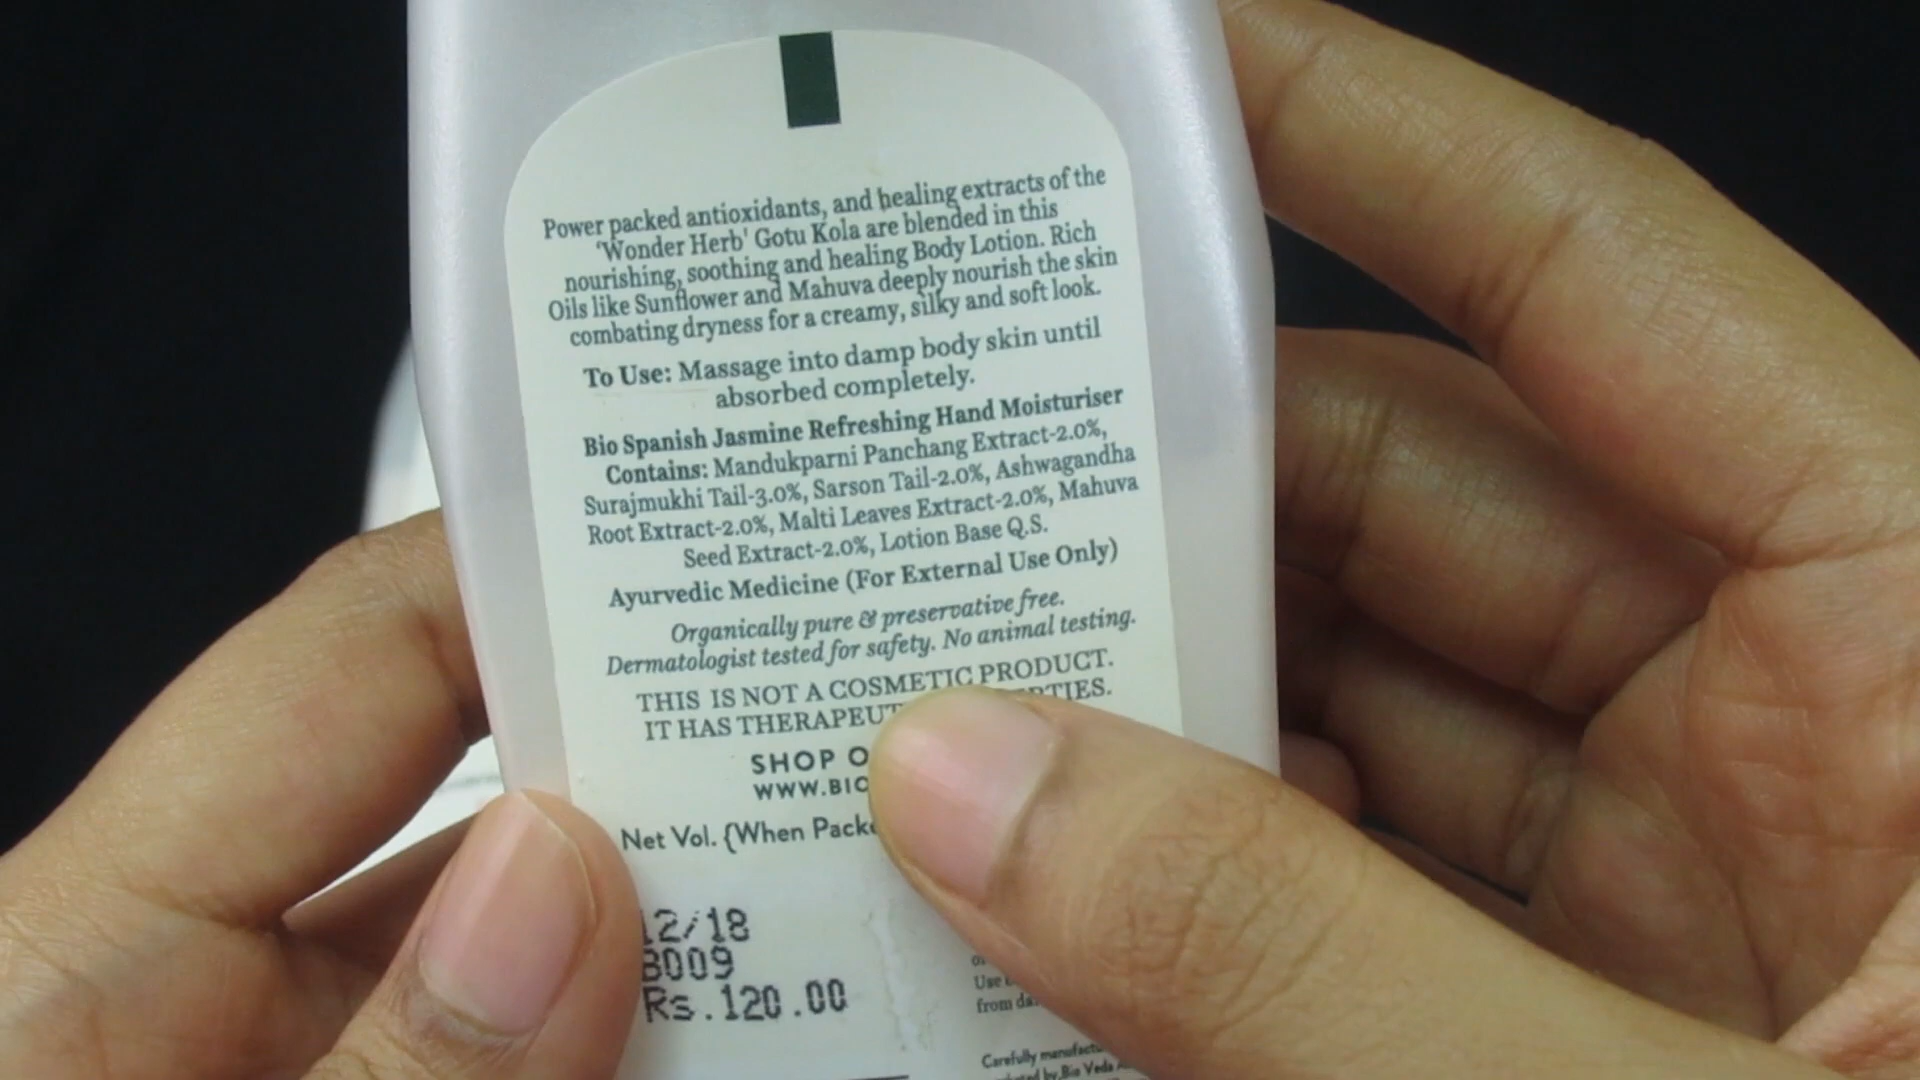 Power packed antioxidants, and healing extracts of the
'Wonder Herb' Gotu Kola are blended in this
nourishing, soothing and healing Body Lotion. Rich
Oils like Sunflower and Mahuva deeply nourish the skin
combating dryness for a creamy, silky and soft look.
To Use: Massage into damp body skin until
absorbed completely.
Bio Spanish Jasmine Refreshing Hand Moisturiser
Contains: Mandukparni Panchang Extract-2.0%,
Surajmukhi Tail-3.0%, Sarson Tail-2.0%, Ashwagandha
Root Extract-2.0%, Malti Leaves Extract-2.0%, Mahuva
Seed Extract-2.0%, Lotion Base Q.S.
Ayurvedic Medicine (For External Use Only)
Organically pure & preservative free.
Dermatologist tested for safety. No animal testing.
THIS IS NOT A COSMETIC PRODUCT.
IT HAS
SHOP
Net Vol. {When
12/18
B009
Rs.120.00
Use
from
Carefully
by Bio Veda